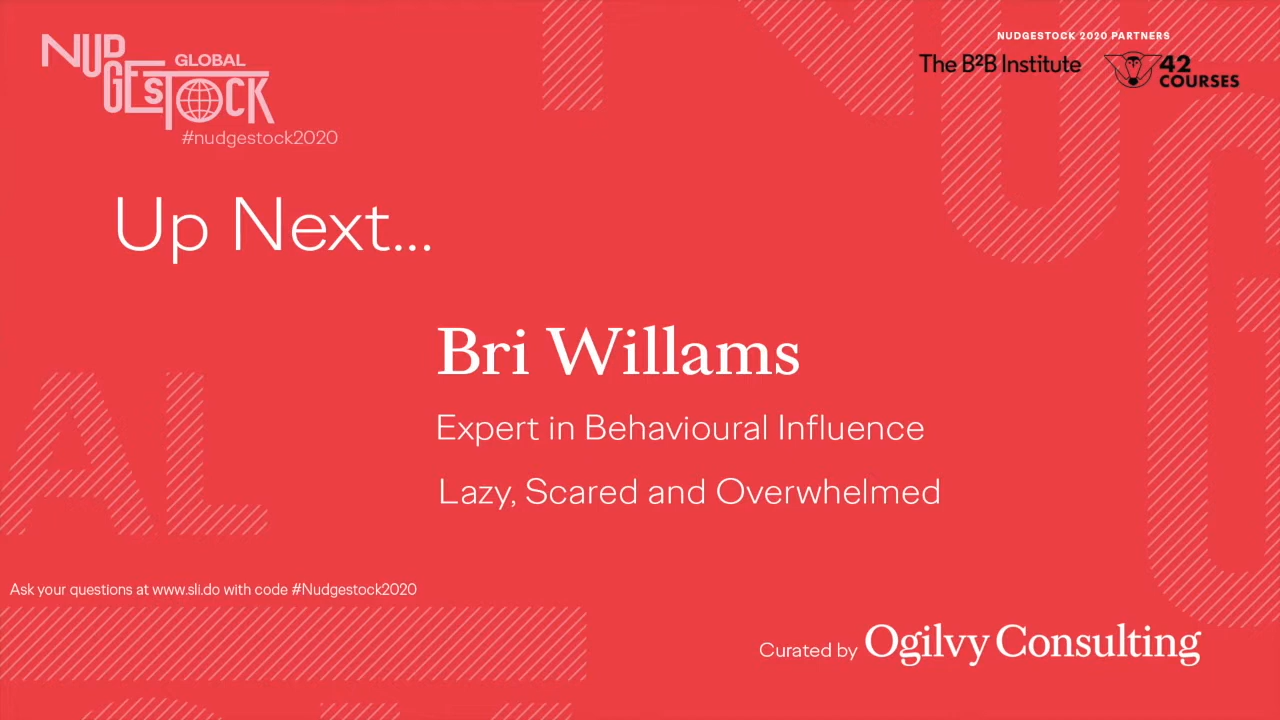 NUDGESTOCK
GLOBAL
#nudgestock2020
NUDGESTOCK 2020 PARTNERS
The B2B Institute
42
COURSES
Up Next...
Bri Willams
Expert in Behavioural Influence
Lazy, Scared and Overwhelmed
AL
Ask your questions at www.sli.do with code #Nudgestock2020
Curated by Ogilvy Consulting